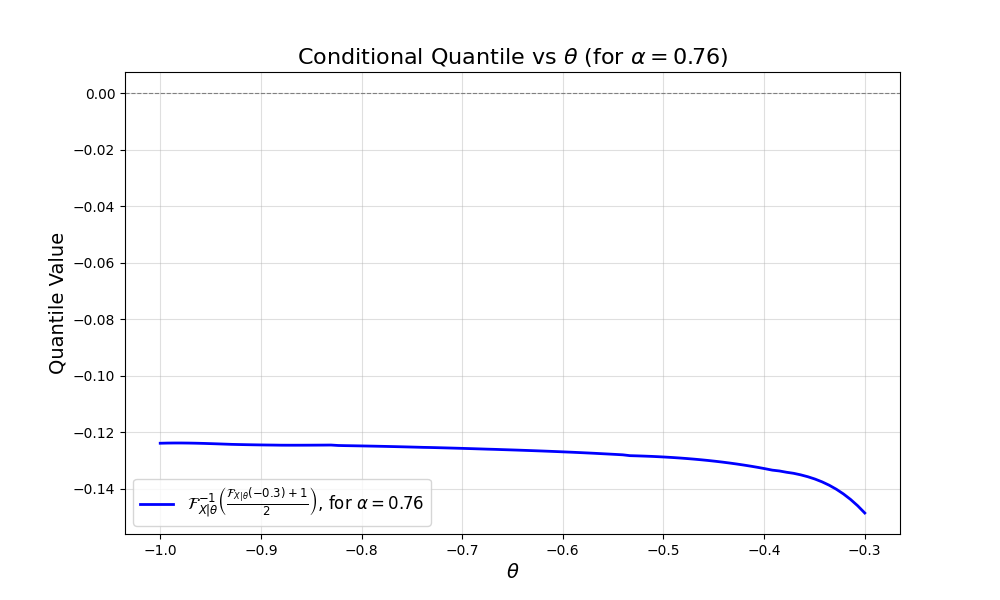 Conditional Quantile vs θ (for α = 0.76)
Quantile Value
0.00
−0.02
−0.04
−0.06
−0.08
−0.10
−0.12
−0.14
$\mathcal{F}_{X|\theta}^{-1}\left(\frac{\mathcal{F}_{X|\theta}(-0.3)+1}{2}\right)$, for α = 0.76
−1.0 −0.9 −0.8 −0.7 −0.6 −0.5 −0.4 −0.3
θ